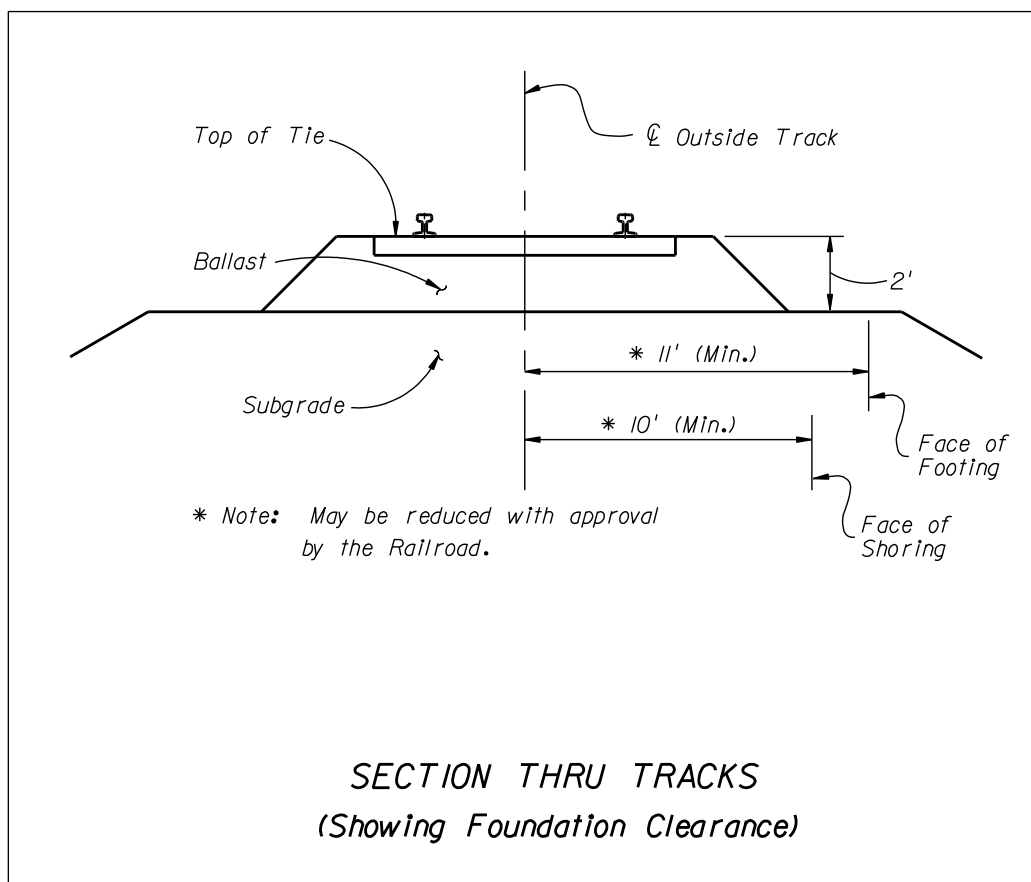 Top of Tie
℄ Outside Track
Ballast
2'
* 11' (Min.)
Subgrade
* 10' (Min.)
Face of
Footing
* Note: May be reduced with approval
by the Railroad.
Face of
Shoring
SECTION THRU TRACKS
(Showing Foundation Clearance)